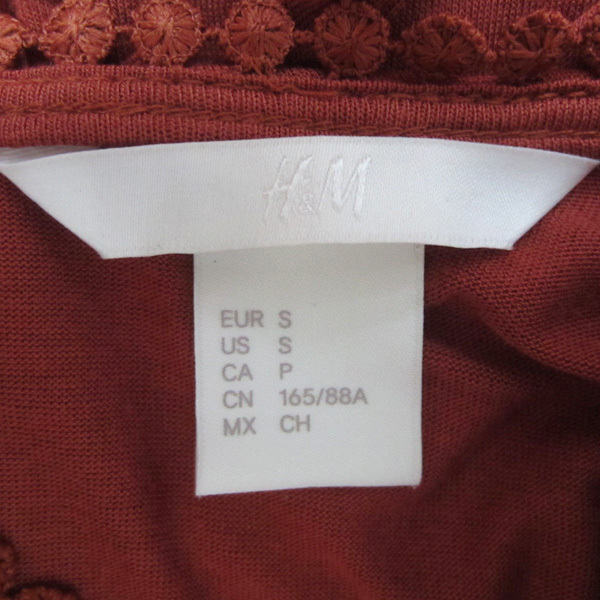 H&M
EUR S
US S
CA P
CN 165/88A
MX CH